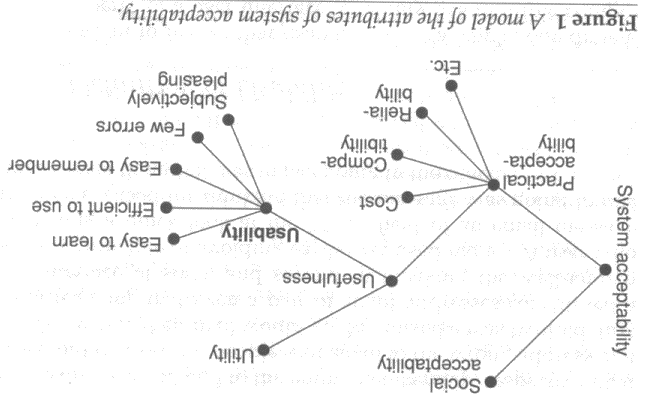 System acceptability
Social
acceptability
Utility
Usefulness
Easy to learn
Usability
Efficient to use
Easy to remember
Few errors
Subjectively
pleasing
Practical
accepta-
bility
Cost
Compa-
tibility
Relia-
bility
Etc.
Figure 1 A model of the attributes of system acceptability.